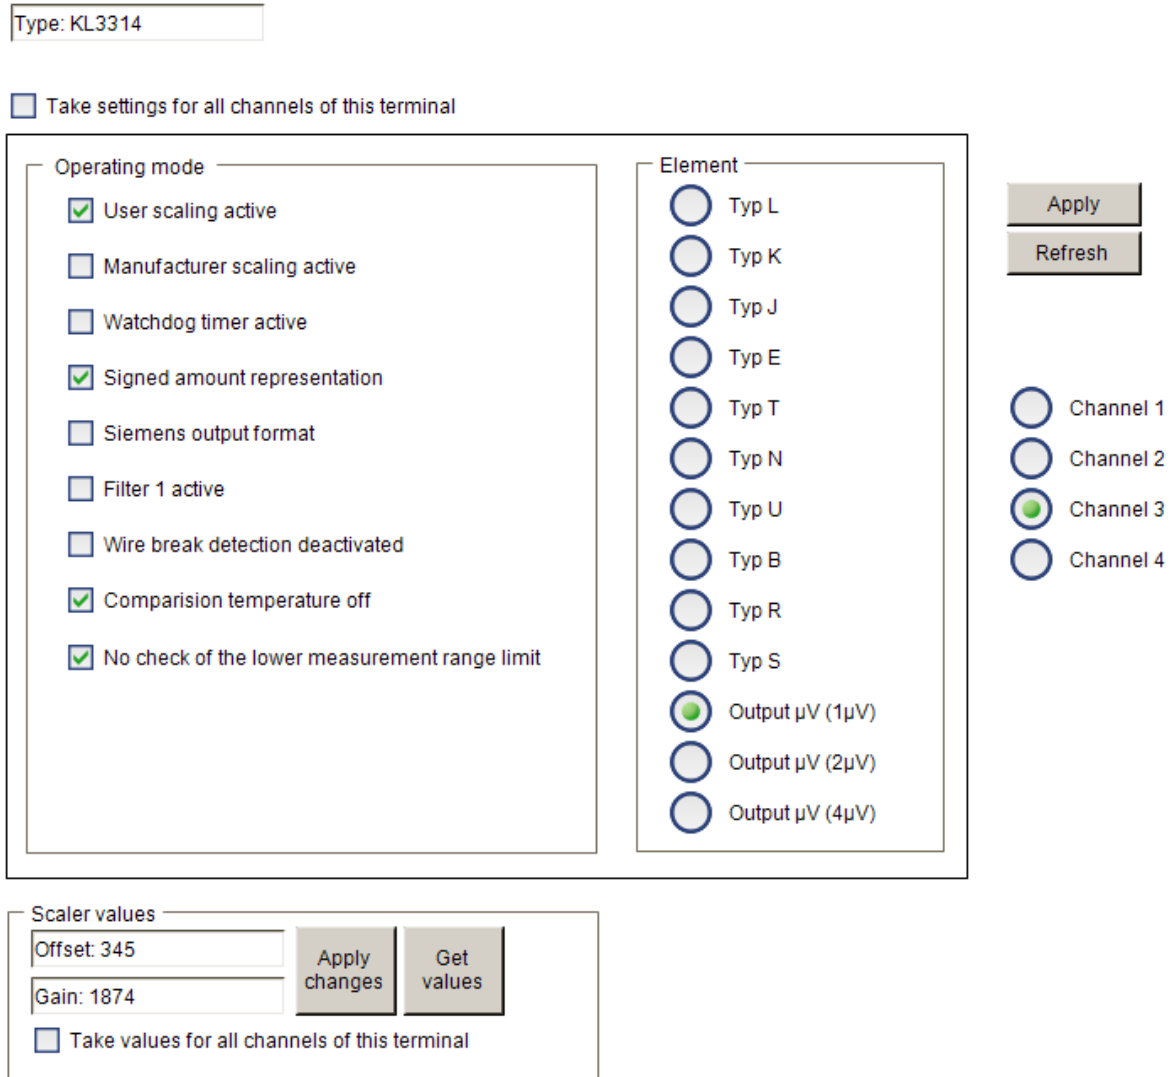 Type: KL3314
Take settings for all channels of this terminal
Operating mode
User scaling active
Manufacturer scaling active
Watchdog timer active
Signed amount representation
Siemens output format
Filter 1 active
Wire break detection deactivated
Comparision temperature off
No check of the lower measurement range limit
Element
Typ L
Typ K
Typ J
Typ E
Typ T
Typ N
Typ U
Typ B
Typ R
Typ S
Output µV (1µV)
Output µV (2µV)
Output µV (4µV)
Apply
Refresh
Channel 1
Channel 2
Channel 3
Channel 4
Scaler values
Offset: 345
Gain: 1874
Apply
changes
Get
values
Take values for all channels of this terminal